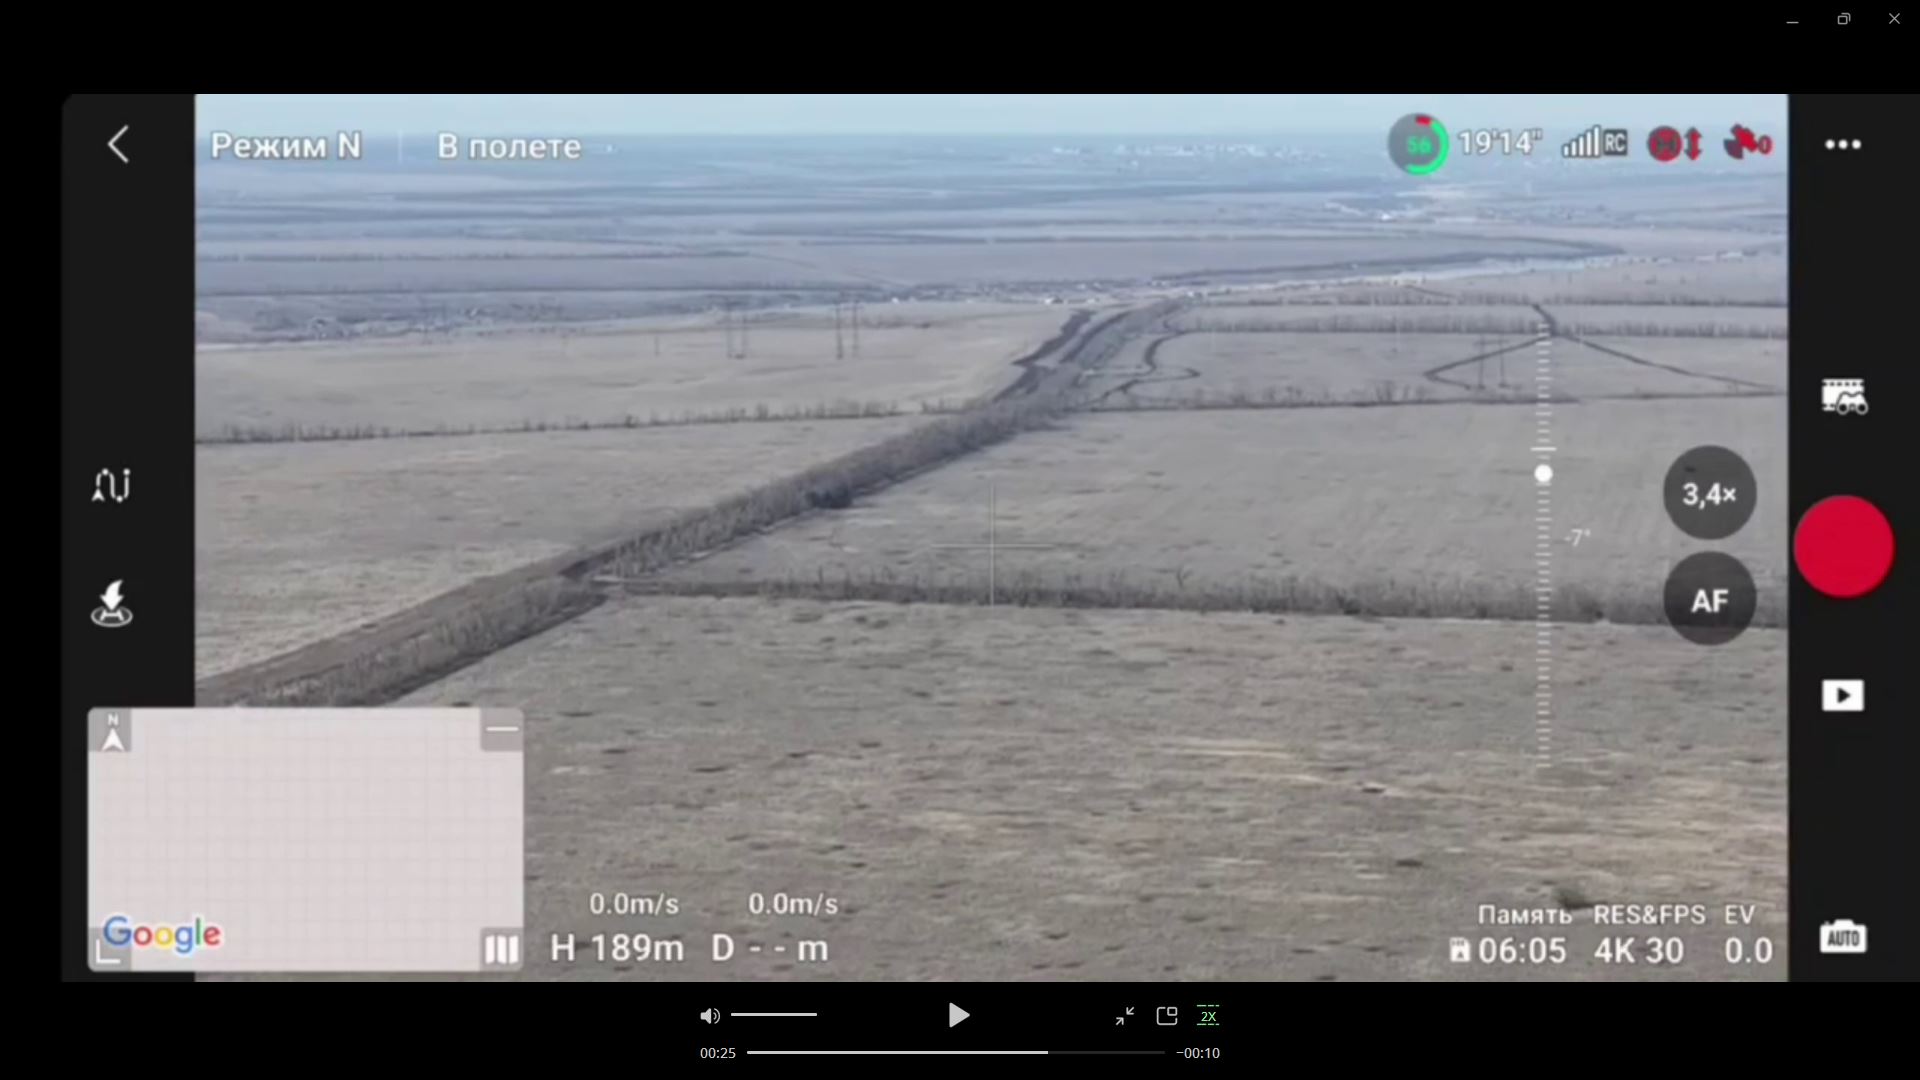 Режим N
В полете
56
19'14"
RC
H
0
3,4×
-7°
AF
N
Google
0.0m/s
0.0m/s
H 189m
D - - m
Память
RES&FPS
EV
06:05
4K 30
0.0
AUTO
2X
00:25
−00:10